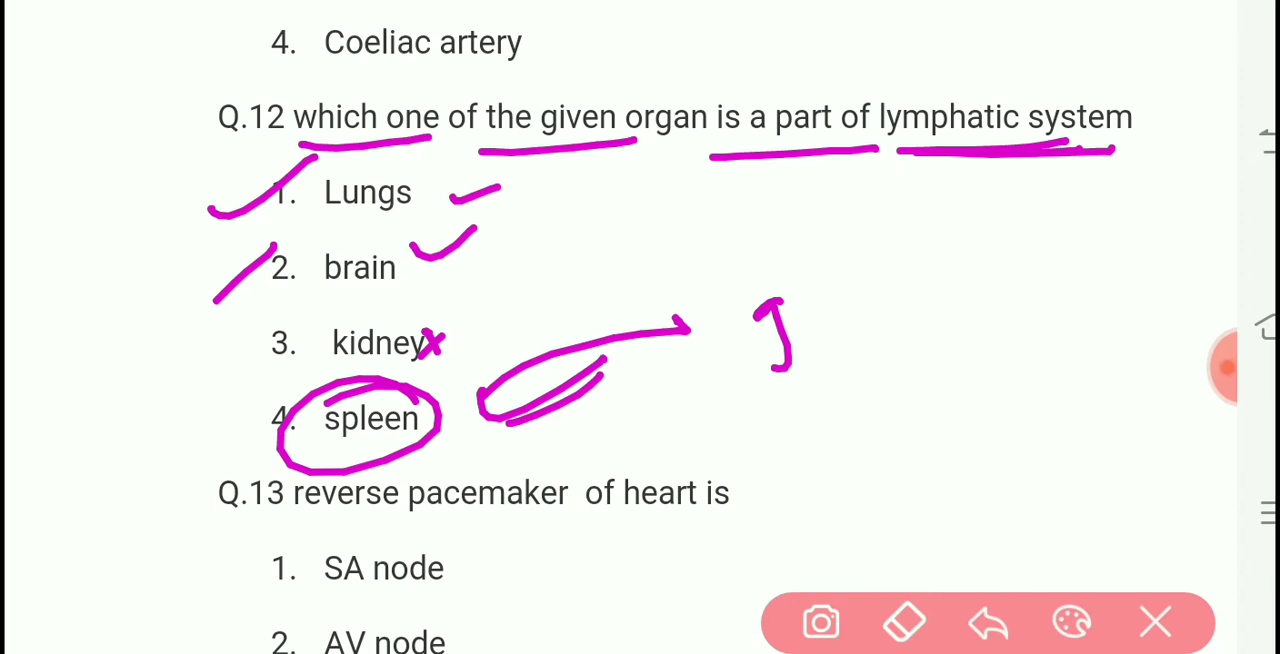 4. Coeliac artery
Q.12 which one of the given organ is a part of lymphatic system
1. Lungs
2. brain
3. kidney
4. spleen
Q.13 reverse pacemaker of heart is
1. SA node
2. AV node